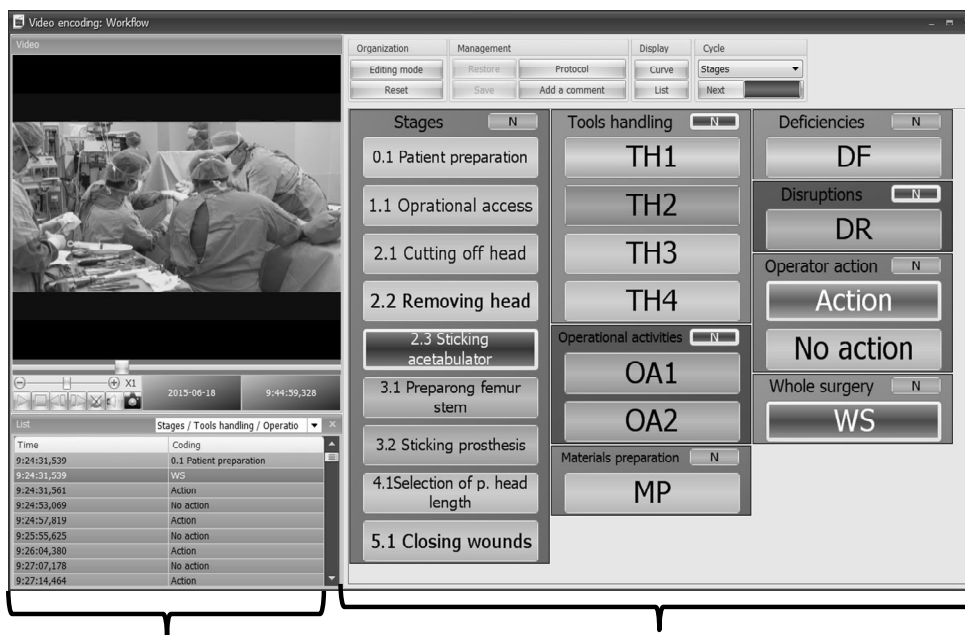 Video encoding: Workflow
Video
Organization
Management
Display
Cycle
Editing mode
Restore
Protocol
Curve
Stages
Reset
Save
Add a comment
List
Next
Stages N
0.1 Patient preparation
1.1 Oprational access
2.1 Cutting off head
2.2 Removing head
2.3 Sticking
acetabulator
3.1 Preparong femur
stem
3.2 Sticking prosthesis
4.1Selection of p. head
length
5.1 Closing wounds
Tools handling N
TH1
TH2
TH3
TH4
Operational activities N
OA1
OA2
Materials preparation N
MP
Deficiencies N
DF
Disruptions N
DR
Operator action N
Action
No action
Whole surgery N
WS
X1
2015-06-18
9:44:59,328
List
Stages / Tools handling / Operatio
Time Coding
9:24:31,539 0.1 Patient preparation
9:24:31,539 WS
9:24:31,561 Action
9:24:53,069 No action
9:24:57,819 Action
9:25:55,625 No action
9:26:04,380 Action
9:27:07,178 No action
9:27:14,464 Action